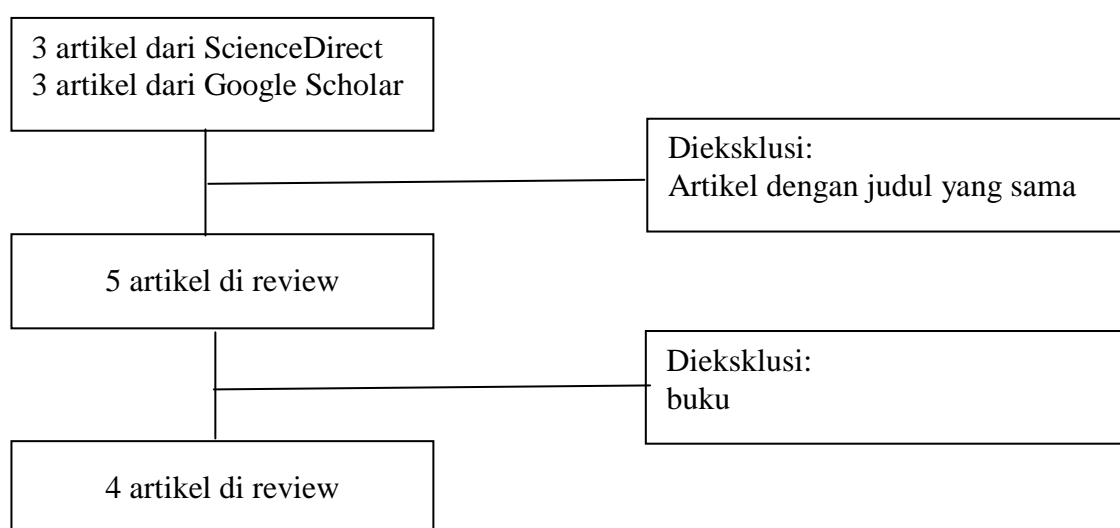 3 artikel dari ScienceDirect
3 artikel dari Google Scholar
Dieksklusi:
Artikel dengan judul yang sama
5 artikel di review
Dieksklusi:
buku
4 artikel di review